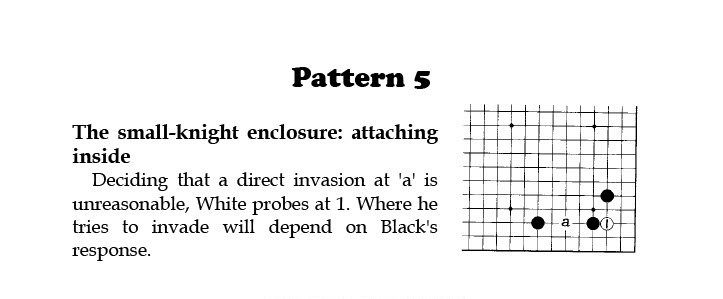 Pattern 5
The small-knight enclosure: attaching
inside
Deciding that a direct invasion at 'a' is
unreasonable, White probes at 1. Where he
tries to invade will depend on Black's
response.
a 1